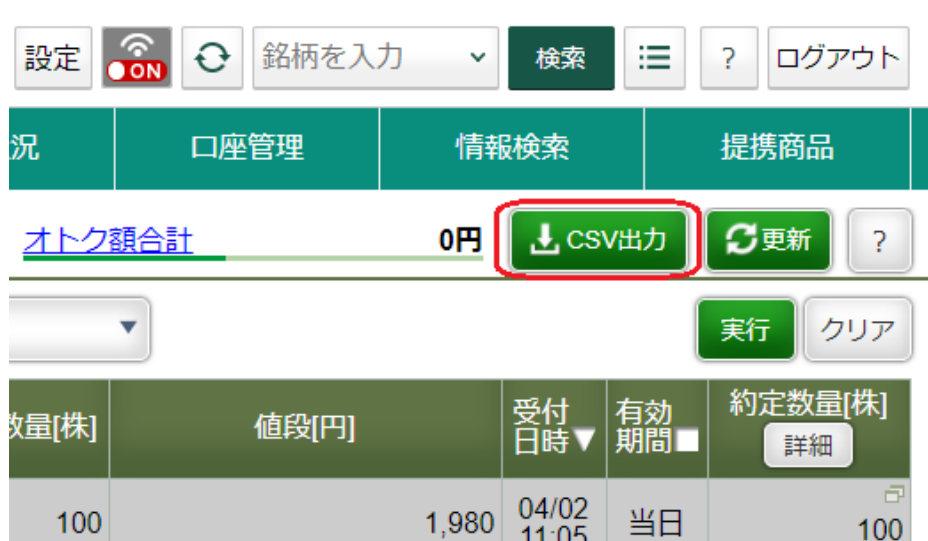 設定 ON 銘柄を入力 検索 ? ログアウト
況 口座管理 情報検索 提携商品
オトク額合計 0円 CSV出力 更新 ?
実行 クリア
数量[株] 値段[円] 受付 有効 約定数量[株]
日時▼ 期間■ 詳細
100 1,980 04/02 当日 100
11:05